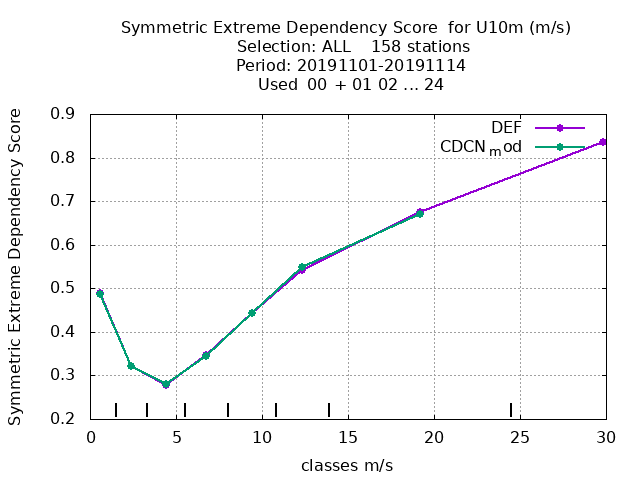 Symmetric Extreme Dependency Score for U10m (m/s)
Selection: ALL 158 stations
Period: 20191101-20191114
Used 00 + 01 02 ... 24
DEF
CDCNmod
Symmetric Extreme Dependency Score
0.9
0.8
0.7
0.6
0.5
0.4
0.3
0.2
0 5 10 15 20 25 30
classes m/s